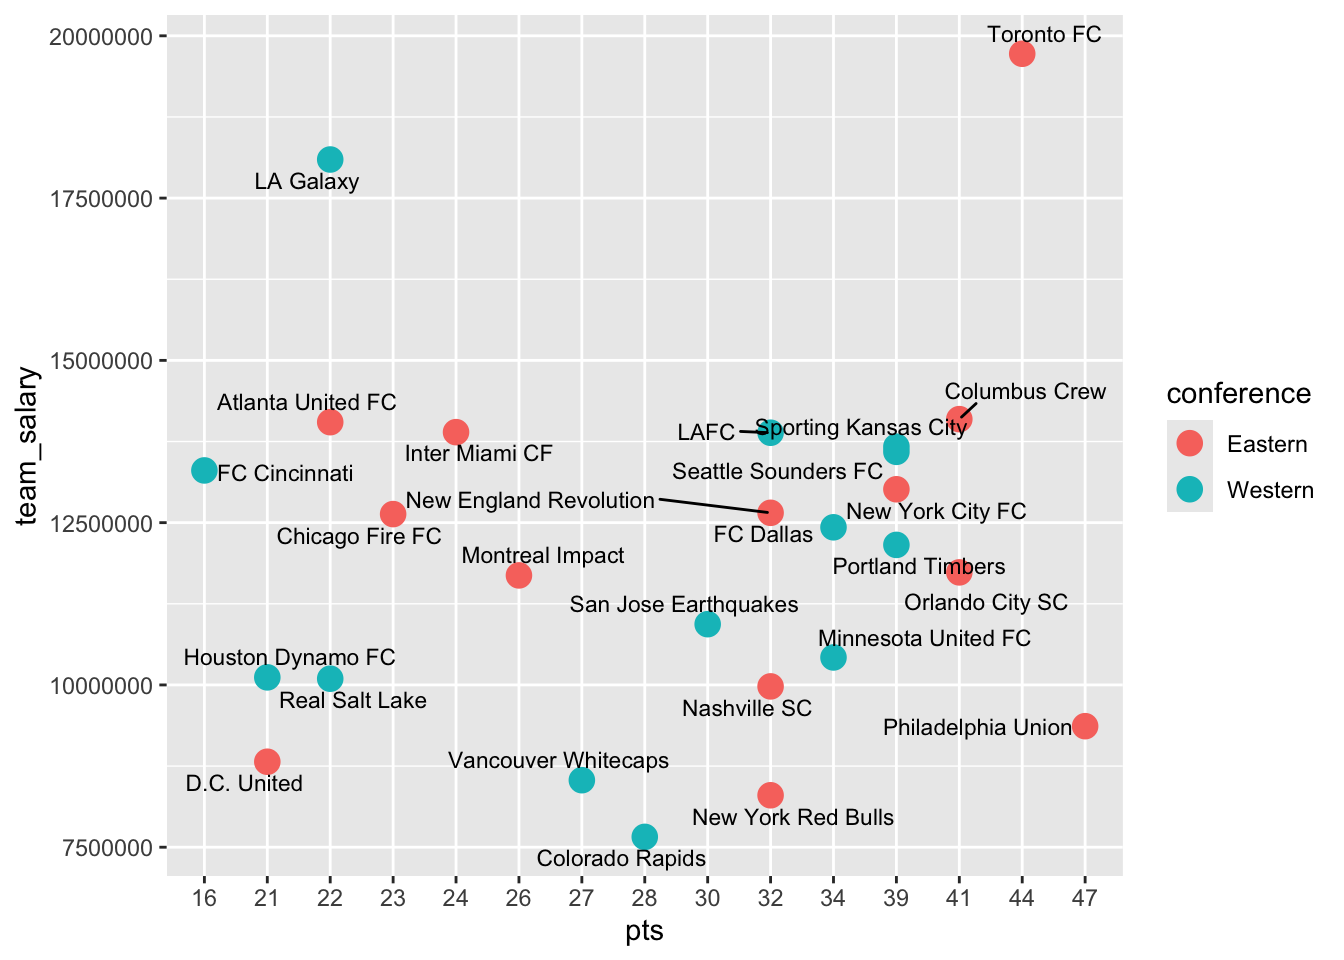 20000000
17500000
15000000
12500000
10000000
7500000
team_salary
Toronto FC
LA Galaxy
Columbus Crew
Atlanta United FC
Sporting Kansas City
LAFC
Inter Miami CF
Seattle Sounders FC
FC Cincinnati
New England Revolution
New York City FC
FC Dallas
Chicago Fire FC
Montreal Impact
Portland Timbers
Orlando City SC
San Jose Earthquakes
Minnesota United FC
Houston Dynamo FC
Real Salt Lake
Nashville SC
Philadelphia Union
Vancouver Whitecaps
D.C. United
New York Red Bulls
Colorado Rapids
16 21 22 23 24 26 27 28 30 32 34 39 41 44 47
pts
conference
Eastern
Western